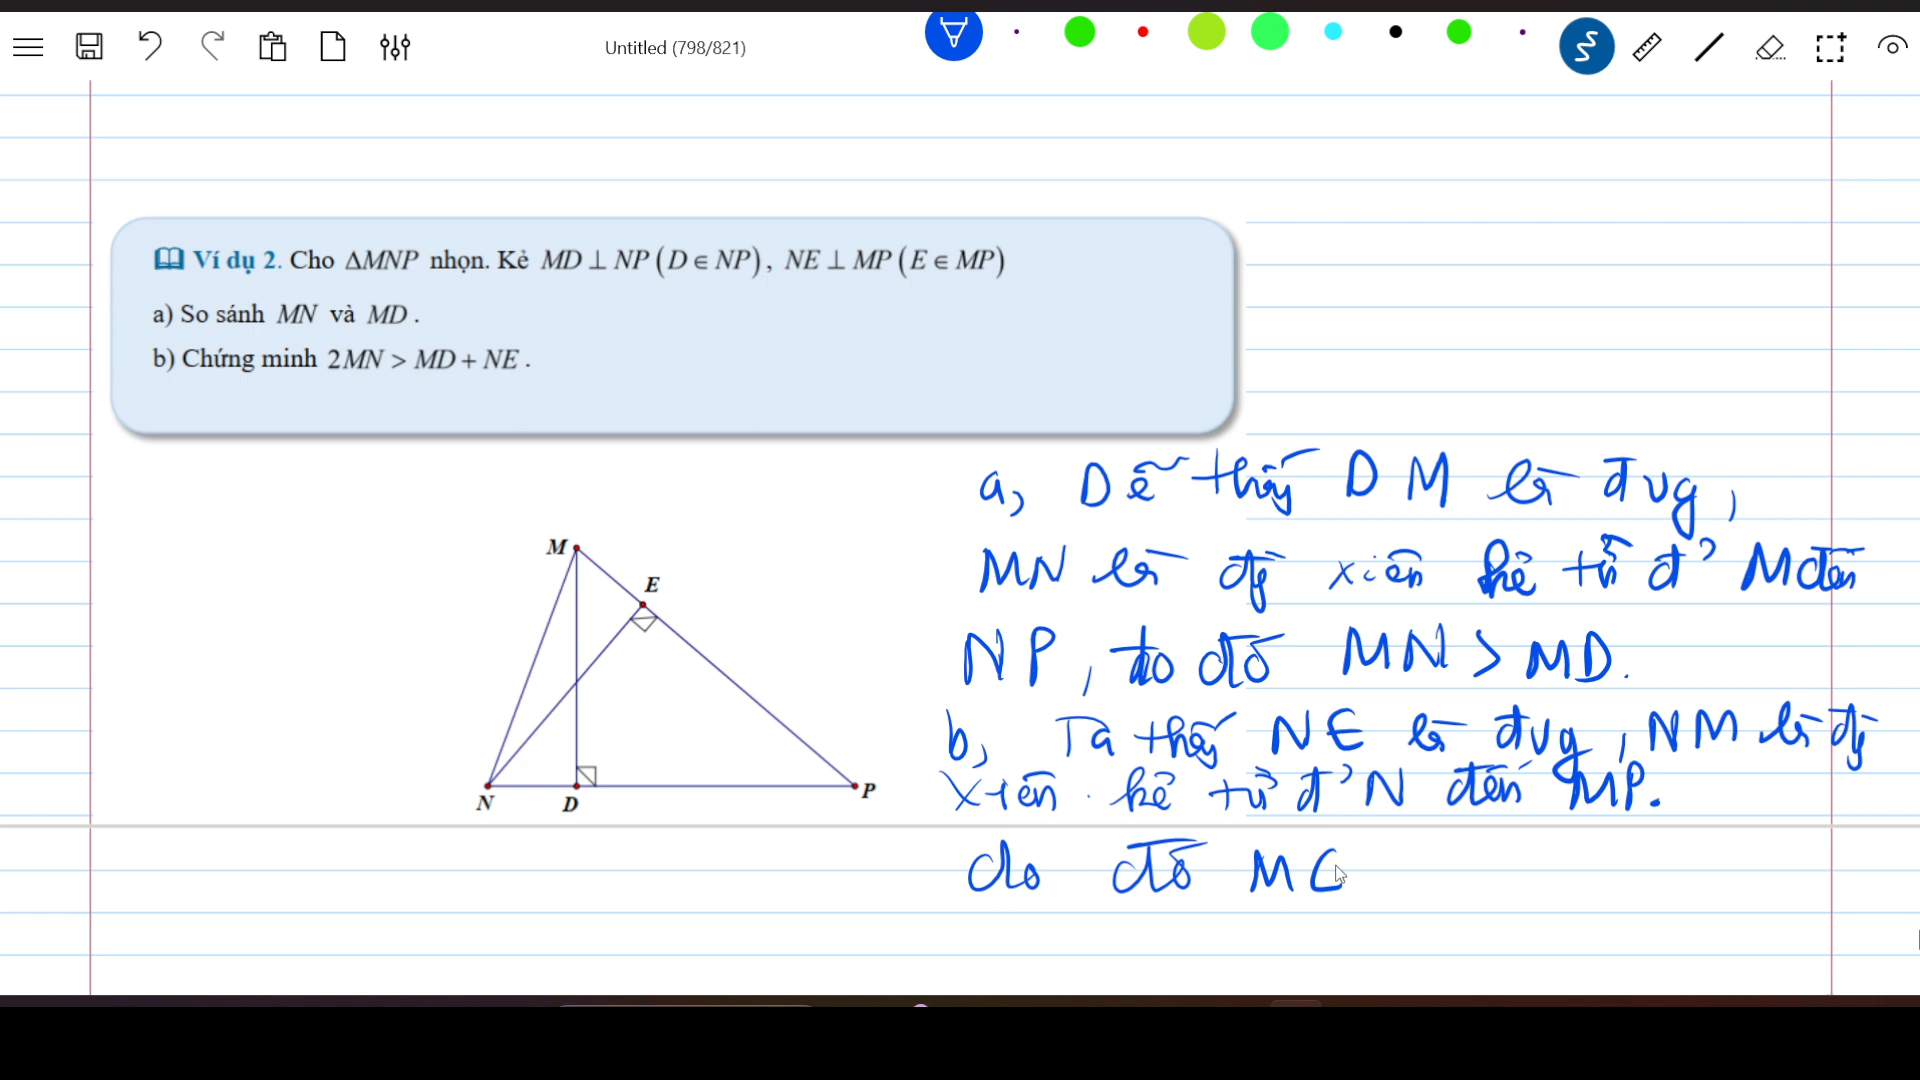 Untitled (798/821)
Ví dụ 2. Cho ΔMNP nhọn. Kẻ MD ⊥ NP (D ∈ NP), NE ⊥ MP (E ∈ MP)
a) So sánh MN và MD.
b) Chứng minh 2MN > MD + NE.
M
E
N
D
P
a, Dễ thấy DM là đvg,
MN là đg xiên kẻ từ đ' M đến
NP, do đó MN > MD.
b, Ta thấy NE là đvg, NM là đg
xiên kẻ từ đ' N đến MP.
do đó M